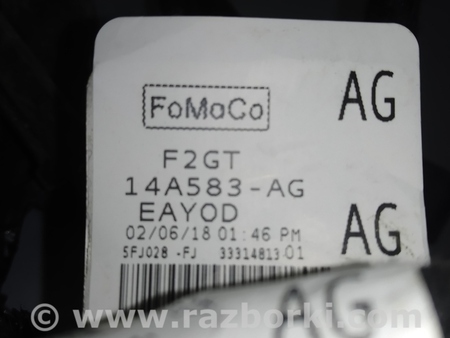 FoMoCo
AG
F2GT
14A583-AG
EAYOD
AG
02/06/18 01:46 PM
5FJ028 -FJ 33314813 01
AG
© www.razborki.com